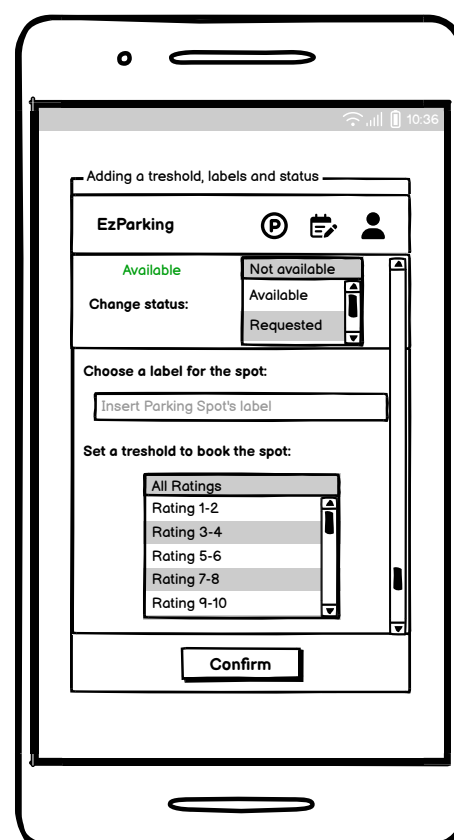 10:36
Adding a treshold, labels and status
EzParking
P
Available
Not available
Change status:
Available
Requested
Choose a label for the spot:
Insert Parking Spot's label
Set a treshold to book the spot:
All Ratings
Rating 1-2
Rating 3-4
Rating 5-6
Rating 7-8
Rating 9-10
Confirm